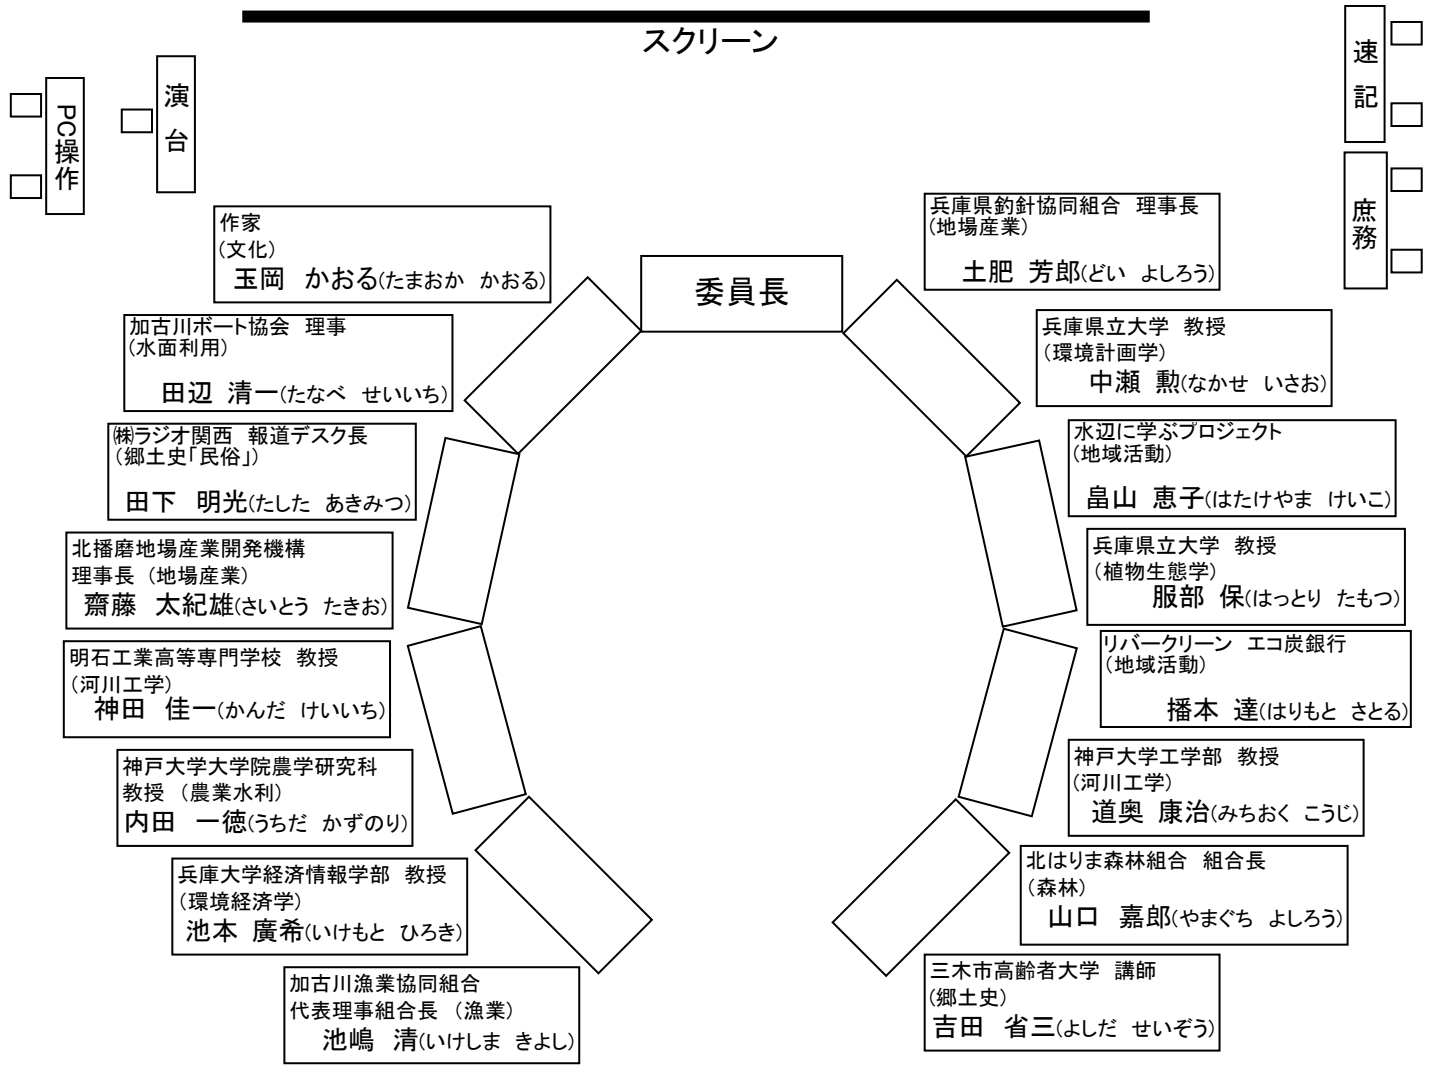 スクリーン
速記
庶務
演台
PC操作
委員長
作家
(文化)
玉岡 かおる(たまおか かおる)
加古川ボート協会 理事
(水面利用)
田辺 清一(たなべ せいいち)
㈱ラジオ関西 報道デスク長
(郷土史「民俗」)
田下 明光(たした あきみつ)
北播磨地場産業開発機構
理事長 (地場産業)
齋藤 太紀雄(さいとう たきお)
明石工業高等専門学校 教授
(河川工学)
神田 佳一(かんだ けいいち)
神戸大学大学院農学研究科
教授 (農業水利)
内田 一徳(うちだ かずのり)
兵庫大学経済情報学部 教授
(環境経済学)
池本 廣希(いけもと ひろき)
加古川漁業協同組合
代表理事組合長 (漁業)
池嶋 清(いけしま きよし)
兵庫県釣針協同組合 理事長
(地場産業)
土肥 芳郎(どい よしろう)
兵庫県立大学 教授
(環境計画学)
中瀬 勲(なかせ いさお)
水辺に学ぶプロジェクト
(地域活動)
畠山 恵子(はたけやま けいこ)
兵庫県立大学 教授
(植物生態学)
服部 保(はっとり たもつ)
リバークリーン エコ炭銀行
(地域活動)
播本 達(はりもと さとる)
神戸大学工学部 教授
(河川工学)
道奥 康治(みちおく こうじ)
北はりま森林組合 組合長
(森林)
山口 嘉郎(やまぐち よしろう)
三木市高齢者大学 講師
(郷土史)
吉田 省三(よしだ せいぞう)